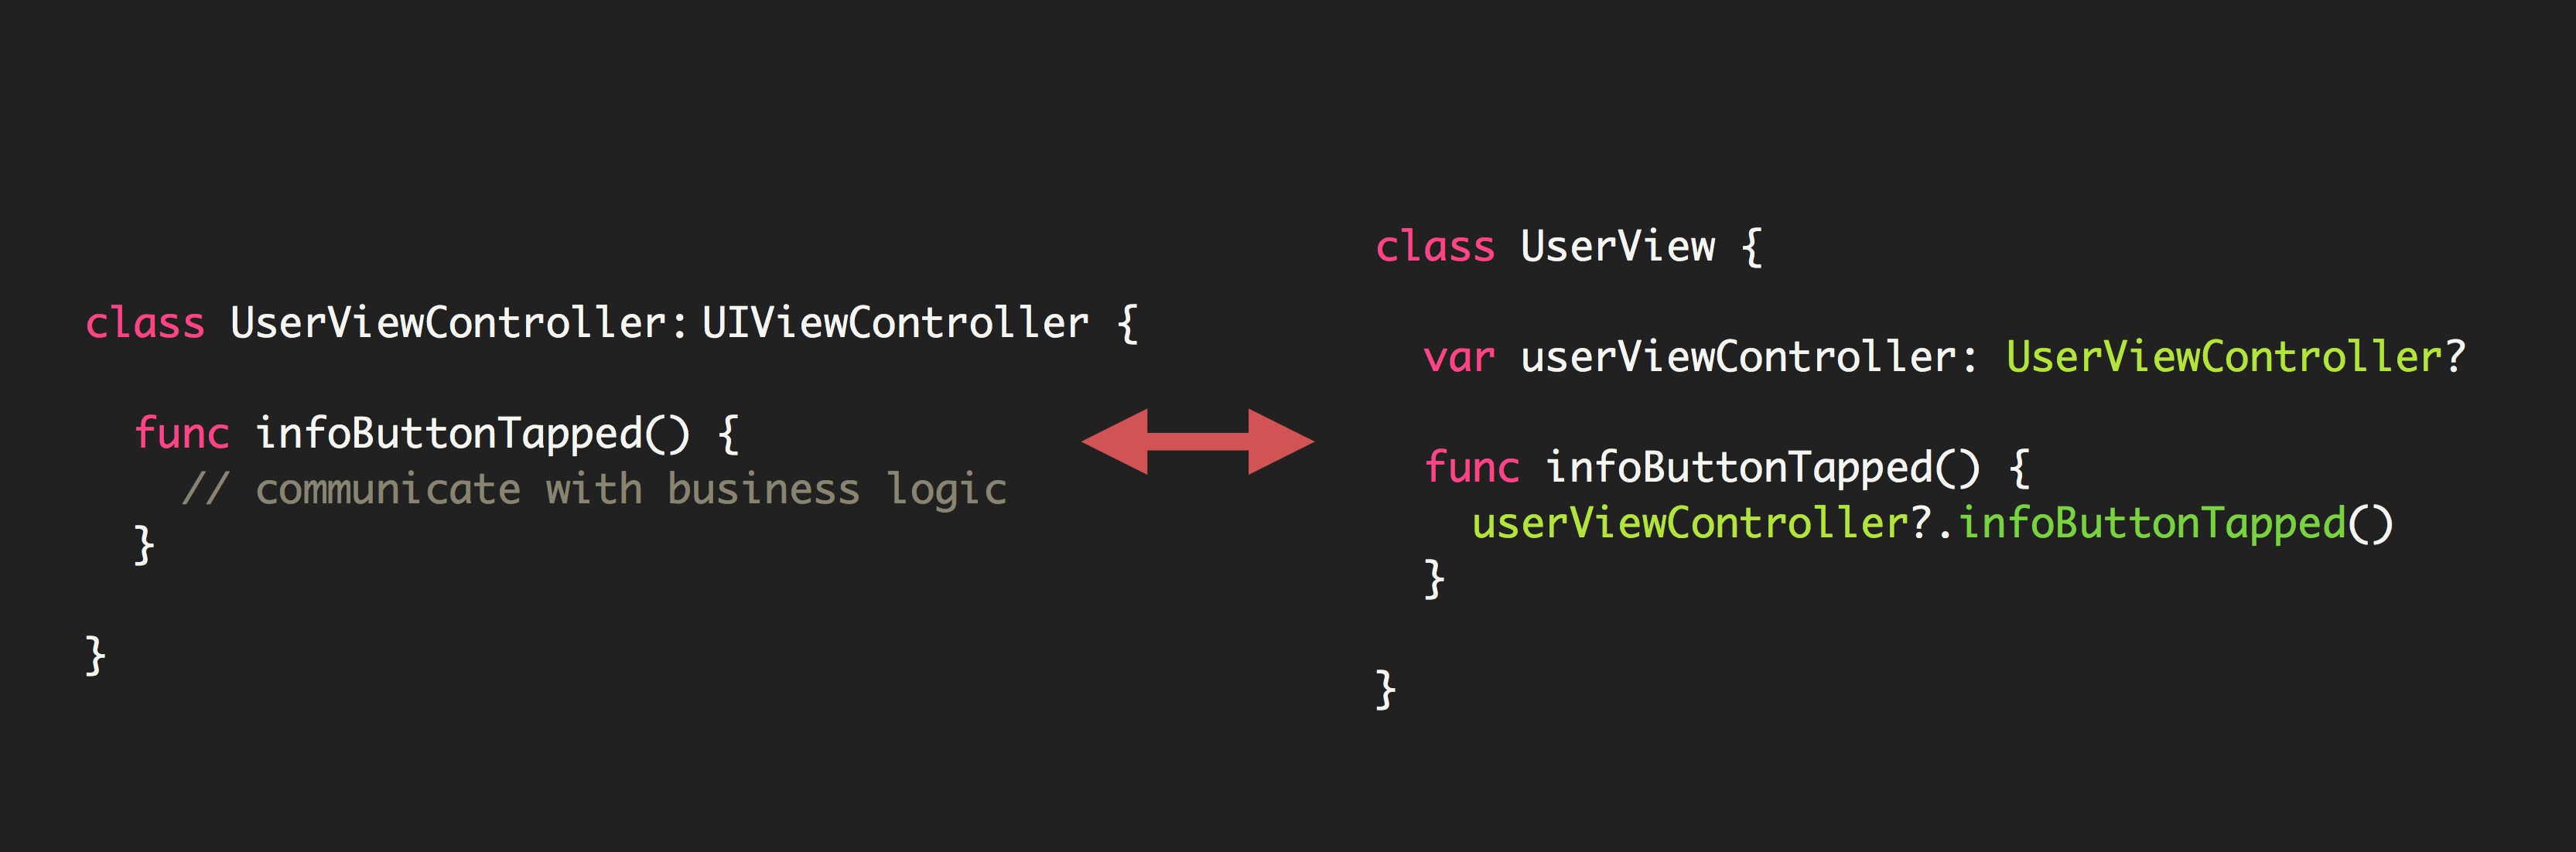 class UserViewController: UIViewController {
func infoButtonTapped() {
// communicate with business logic
}
}
class UserView {
var userViewController: UserViewController?
func infoButtonTapped() {
userViewController?.infoButtonTapped()
}
}